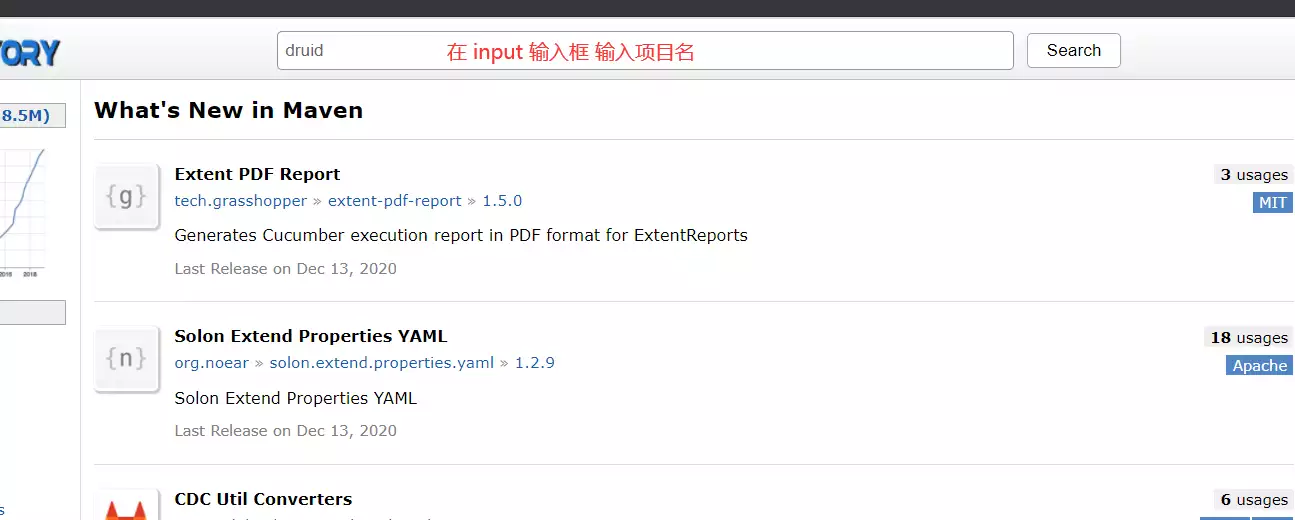 ORY
druid
在 input 输入框 输入项目名
Search
8.5M)
What's New in Maven
2018
{g}
Extent PDF Report
3 usages
tech.grasshopper » extent-pdf-report » 1.5.0
MIT
Generates Cucumber execution report in PDF format for ExtentReports
Last Release on Dec 13, 2020
{n}
Solon Extend Properties YAML
18 usages
org.noear » solon.extend.properties.yaml » 1.2.9
Apache
Solon Extend Properties YAML
Last Release on Dec 13, 2020
CDC Util Converters
6 usages
s